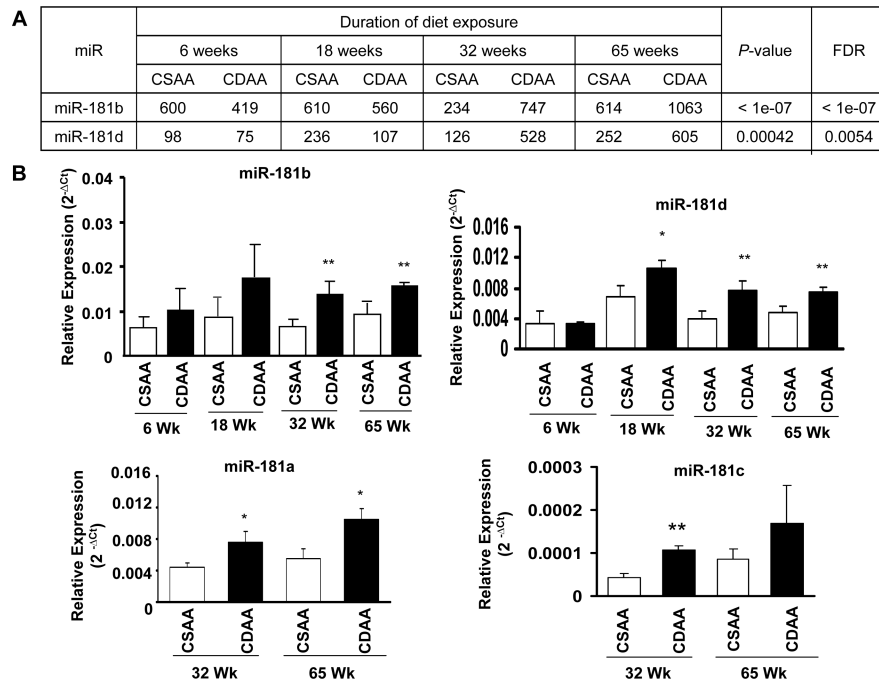 A
miR Duration of diet exposure P-value FDR
6 weeks 18 weeks 32 weeks 65 weeks
CSAA CDAA CSAA CDAA CSAA CDAA CSAA CDAA
miR-181b 600 419 610 560 234 747 614 1063 < 1e-07 < 1e-07
miR-181d 98 75 236 107 126 528 252 605 0.00042 0.0054
B
miR-181b
Relative Expression (2-ΔCt)
0.04
0.03
0.02
0.01
0
** **
CSAA CDAA CSAA CDAA CSAA CDAA CSAA CDAA
6 Wk 18 Wk 32 Wk 65 Wk
miR-181d
Relative Expression (2-ΔCt)
0.016
0.012
0.008
0.004
0
* ** **
CSAA CDAA CSAA CDAA CSAA CDAA CSAA CDAA
6 Wk 18 Wk 32 Wk 65 Wk
miR-181a
Relative Expression
(2 -ΔCt)
0.016
0.012
0.008
0.004
0
* *
CSAA CDAA CSAA CDAA
32 Wk 65 Wk
miR-181c
Relative Expression
(2 -ΔCt)
0.0003
0.0002
0.0001
0
**
CSAA CDAA CSAA CDAA
32 Wk 65 Wk